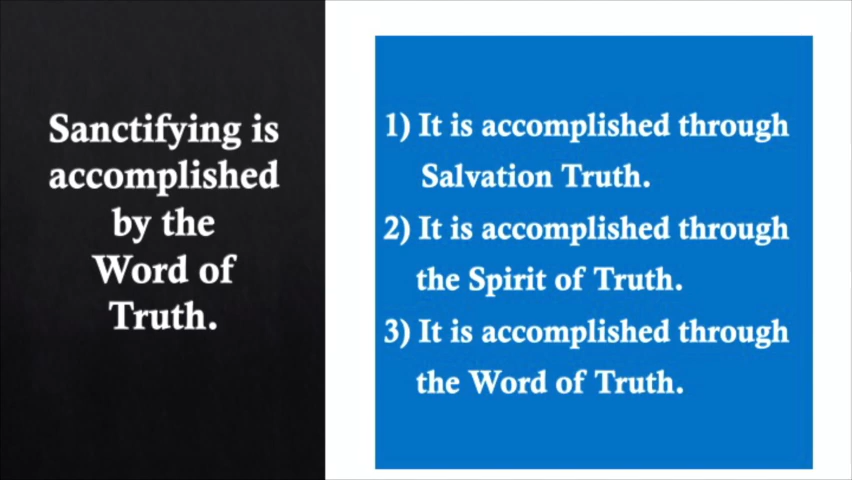 Sanctifying is
accomplished
by the
Word of
Truth.
1) It is accomplished through
Salvation Truth.
2) It is accomplished through
the Spirit of Truth.
3) It is accomplished through
the Word of Truth.